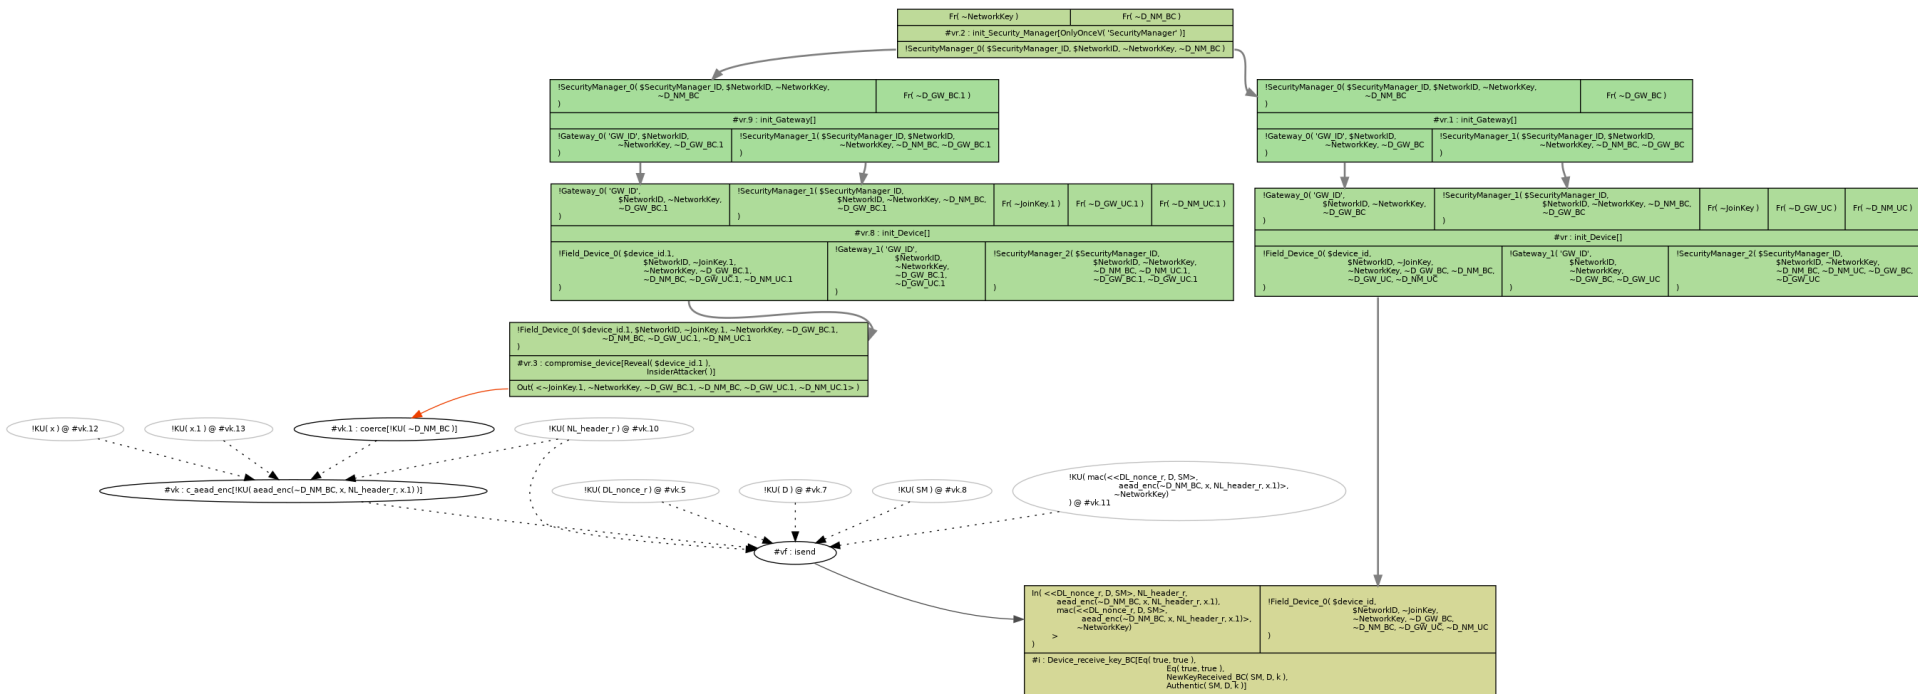 Fr( ~NetworkKey )
Fr( ~D_NM_BC )
#vr.2 : init_Security_Manager[OnlyOnceV( 'SecurityManager' )]
!SecurityManager_0( $SecurityManager_ID, $NetworkID, ~NetworkKey, ~D_NM_BC )
!SecurityManager_0( $SecurityManager_ID, $NetworkID, ~NetworkKey,
~D_NM_BC
)
Fr( ~D_GW_BC.1 )
#vr.9 : init_Gateway[]
!Gateway_0( 'GW_ID', $NetworkID,
~NetworkKey, ~D_GW_BC.1
)
!SecurityManager_1( $SecurityManager_ID, $NetworkID,
~NetworkKey, ~D_NM_BC, ~D_GW_BC.1
)
!SecurityManager_0( $SecurityManager_ID, $NetworkID, ~NetworkKey,
~D_NM_BC
)
Fr( ~D_GW_BC )
#vr.1 : init_Gateway[]
!Gateway_0( 'GW_ID', $NetworkID,
~NetworkKey, ~D_GW_BC
)
!SecurityManager_1( $SecurityManager_ID, $NetworkID,
~NetworkKey, ~D_NM_BC, ~D_GW_BC
)
!Gateway_0( 'GW_ID',
$NetworkID, ~NetworkKey,
~D_GW_BC.1
)
!SecurityManager_1( $SecurityManager_ID,
$NetworkID, ~NetworkKey, ~D_NM_BC,
~D_GW_BC.1
)
Fr( ~JoinKey.1 )
Fr( ~D_GW_UC.1 )
Fr( ~D_NM_UC.1 )
#vr.8 : init_Device[]
!Field_Device_0( $device_id.1,
$NetworkID, ~JoinKey.1,
~NetworkKey, ~D_GW_BC.1,
~D_NM_BC, ~D_GW_UC.1, ~D_NM_UC.1
)
!Gateway_1( 'GW_ID',
$NetworkID,
~NetworkKey,
~D_GW_BC.1,
~D_GW_UC.1
)
!SecurityManager_2( $SecurityManager_ID,
$NetworkID, ~NetworkKey,
~D_NM_BC, ~D_NM_UC.1,
~D_GW_BC.1, ~D_GW_UC.1
)
!Gateway_0( 'GW_ID',
$NetworkID, ~NetworkKey,
~D_GW_BC
)
!SecurityManager_1( $SecurityManager_ID,
$NetworkID, ~NetworkKey, ~D_NM_BC,
~D_GW_BC
)
Fr( ~JoinKey )
Fr( ~D_GW_UC )
Fr( ~D_NM_UC )
#vr : init_Device[]
!Field_Device_0( $device_id,
$NetworkID, ~JoinKey,
~NetworkKey, ~D_GW_BC, ~D_NM_BC,
~D_GW_UC, ~D_NM_UC
)
!Gateway_1( 'GW_ID',
$NetworkID,
~NetworkKey,
~D_GW_BC, ~D_GW_UC
)
!SecurityManager_2( $SecurityManager_ID,
$NetworkID, ~NetworkKey,
~D_NM_BC, ~D_NM_UC, ~D_GW_BC,
~D_GW_UC
)
!Field_Device_0( $device_id.1, $NetworkID, ~JoinKey.1, ~NetworkKey, ~D_GW_BC.1,
~D_NM_BC, ~D_GW_UC.1, ~D_NM_UC.1
)
#vr.3 : compromise_device[Reveal( $device_id.1 ),
InsiderAttacker( )]
Out( <~JoinKey.1, ~NetworkKey, ~D_GW_BC.1, ~D_NM_BC, ~D_GW_UC.1, ~D_NM_UC.1> )
!KU( x ) @ #vk.12
!KU( x.1 ) @ #vk.13
#vk.1 : coerce[!KU( ~D_NM_BC )]
!KU( NL_header_r ) @ #vk.10
#vk : c_aead_enc[!KU( aead_enc(~D_NM_BC, x, NL_header_r, x.1) )]
!KU( DL_nonce_r ) @ #vk.5
!KU( D ) @ #vk.7
!KU( SM ) @ #vk.8
!KU( mac(<<DL_nonce_r, D, SM>,
aead_enc(~D_NM_BC, x, NL_header_r, x.1)>,
~NetworkKey)
) @ #vk.11
#vf : isend
In( <<DL_nonce_r, D, SM>, NL_header_r,
aead_enc(~D_NM_BC, x, NL_header_r, x.1),
mac(<<DL_nonce_r, D, SM>,
aead_enc(~D_NM_BC, x, NL_header_r, x.1)>,
~NetworkKey)
>
)
!Field_Device_0( $device_id,
$NetworkID, ~JoinKey,
~NetworkKey, ~D_GW_BC,
~D_NM_BC, ~D_GW_UC, ~D_NM_UC
)
#i : Device_receive_key_BC[Eq( true, true ),
Eq( true, true ),
NewKeyReceived_BC( SM, D, k ),
Authentic( SM, D, k )]